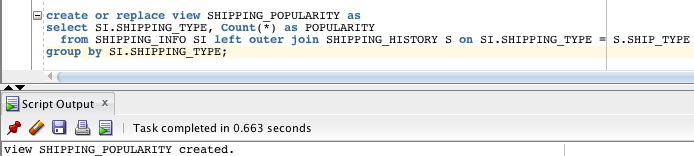 create or replace view SHIPPING_POPULARITY as
select SI.SHIPPING_TYPE, Count(*) as POPULARITY
from SHIPPING_INFO SI left outer join SHIPPING_HISTORY S on SI.SHIPPING_TYPE = S.SHIP_TYPE
group by SI.SHIPPING_TYPE;
Script Output x
Task completed in 0.663 seconds
view SHIPPING_POPULARITY created.